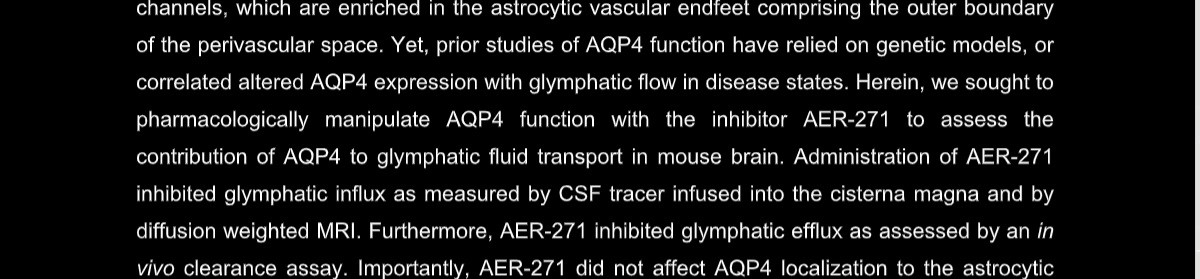 channels, which are enriched in the astrocytic vascular endfeet comprising the outer boundary
of the perivascular space. Yet, prior studies of AQP4 function have relied on genetic models, or
correlated altered AQP4 expression with glymphatic flow in disease states. Herein, we sought to
pharmacologically manipulate AQP4 function with the inhibitor AER-271 to assess the
contribution of AQP4 to glymphatic fluid transport in mouse brain. Administration of AER-271
inhibited glymphatic influx as measured by CSF tracer infused into the cisterna magna and by
diffusion weighted MRI. Furthermore, AER-271 inhibited glymphatic efflux as assessed by an in
vivo clearance assay. Importantly, AER-271 did not affect AQP4 localization to the astrocytic